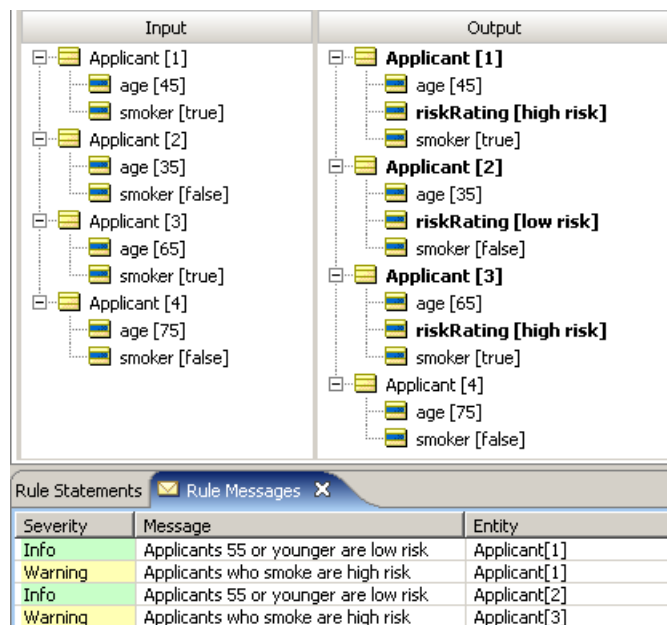 Input
Applicant [1]
age [45]
smoker [true]
Applicant [2]
age [35]
smoker [false]
Applicant [3]
age [65]
smoker [true]
Applicant [4]
age [75]
smoker [false]
Output
Applicant [1]
age [45]
riskRating [high risk]
smoker [true]
Applicant [2]
age [35]
riskRating [low risk]
smoker [false]
Applicant [3]
age [65]
riskRating [high risk]
smoker [true]
Applicant [4]
age [75]
smoker [false]
Rule Statements Rule Messages
Severity Message Entity
Info Applicants 55 or younger are low risk Applicant[1]
Warning Applicants who smoke are high risk Applicant[1]
Info Applicants 55 or younger are low risk Applicant[2]
Warning Applicants who smoke are high risk Applicant[3]